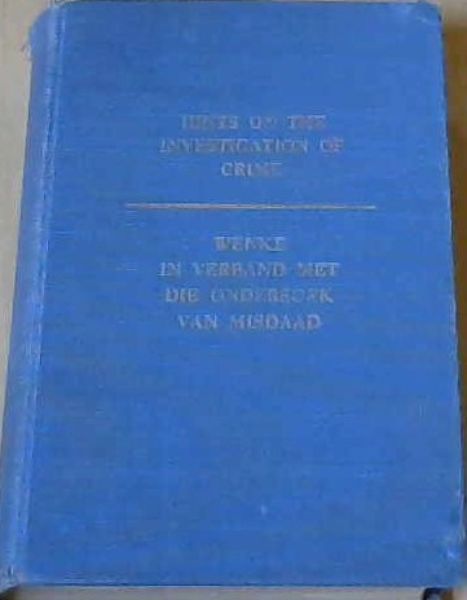 HINTS ON THE
INVESTIGATION OF
CRIME
WENKE
IN VERBAND MET
DIE ONDERSOEK
VAN MISDAAD